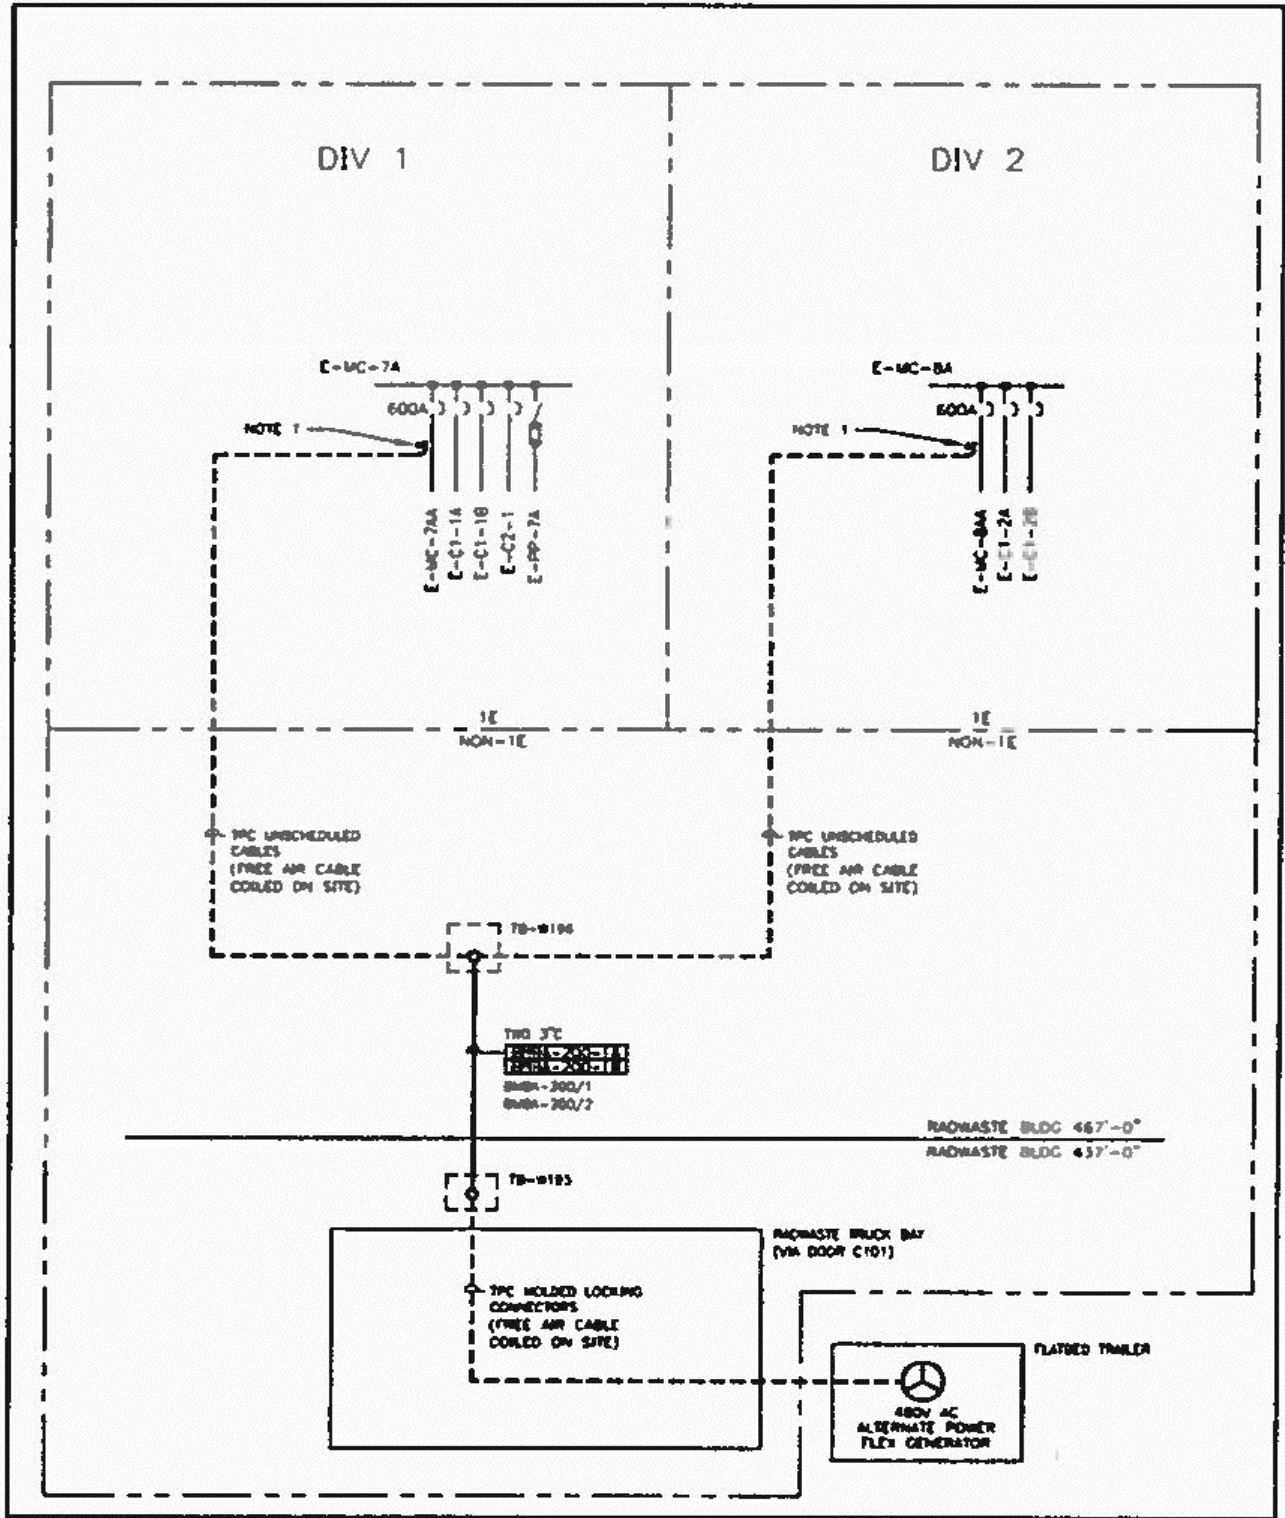 DIV 1
DIV 2
E-MC-7A
E-MC-8A
600A
600A
NOTE 1
NOTE 1
E-MC-7AA
E-C1-1A
E-C1-1B
E-C2-1
E-PP-7A
E-MC-8AA
E-C1-2A
E-C1-2B
1E
NON-1E
1E
NON-1E
TPC UNSCHEDULED
CABLES
(FREE AIR CABLE
COILED ON SITE)
TPC UNSCHEDULED
CABLES
(FREE AIR CABLE
COILED ON SITE)
TB-W196
TWO 3"C
RADWASTE BLDG 467'-0"
RADWASTE BLDG 437'-0"
TB-W195
RADWASTE TRUCK BAY
(VIA DOOR C101)
TPC MOLDED LOCKING
CONNECTORS
(FREE AIR CABLE
COILED ON SITE)
FLATBED TRAILER
480V AC
ALTERNATE POWER
FLEX GENERATOR